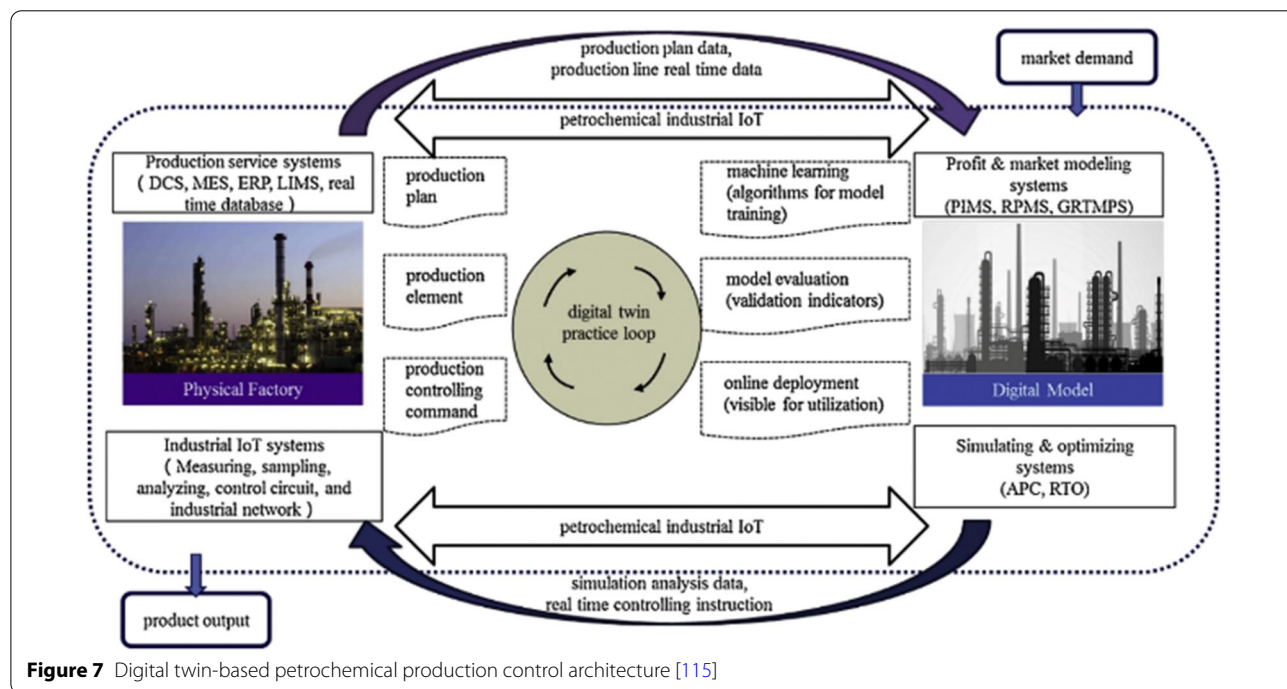 production plan data,
production line real time data
market demand
petrochemical industrial IoT
Production service systems
( DCS, MES, ERP, LIMS, real
time database )
production
plan
machine learning
(algorithms for model
training)
Profit & market modeling
systems
(PIMS, RPMS, GRTMPS)
production
element
digital twin
practice loop
model evaluation
(validation indicators)
Physical Factory
production
controlling
command
online deployment
(visible for utilization)
Digital Model
Industrial IoT systems
( Measuring, sampling,
analyzing, control circuit, and
industrial network )
Simulating & optimizing
systems
(APC, RTO)
petrochemical industrial IoT
simulation analysis data,
real time controlling instruction
product output
Figure 7 Digital twin-based petrochemical production control architecture [115]